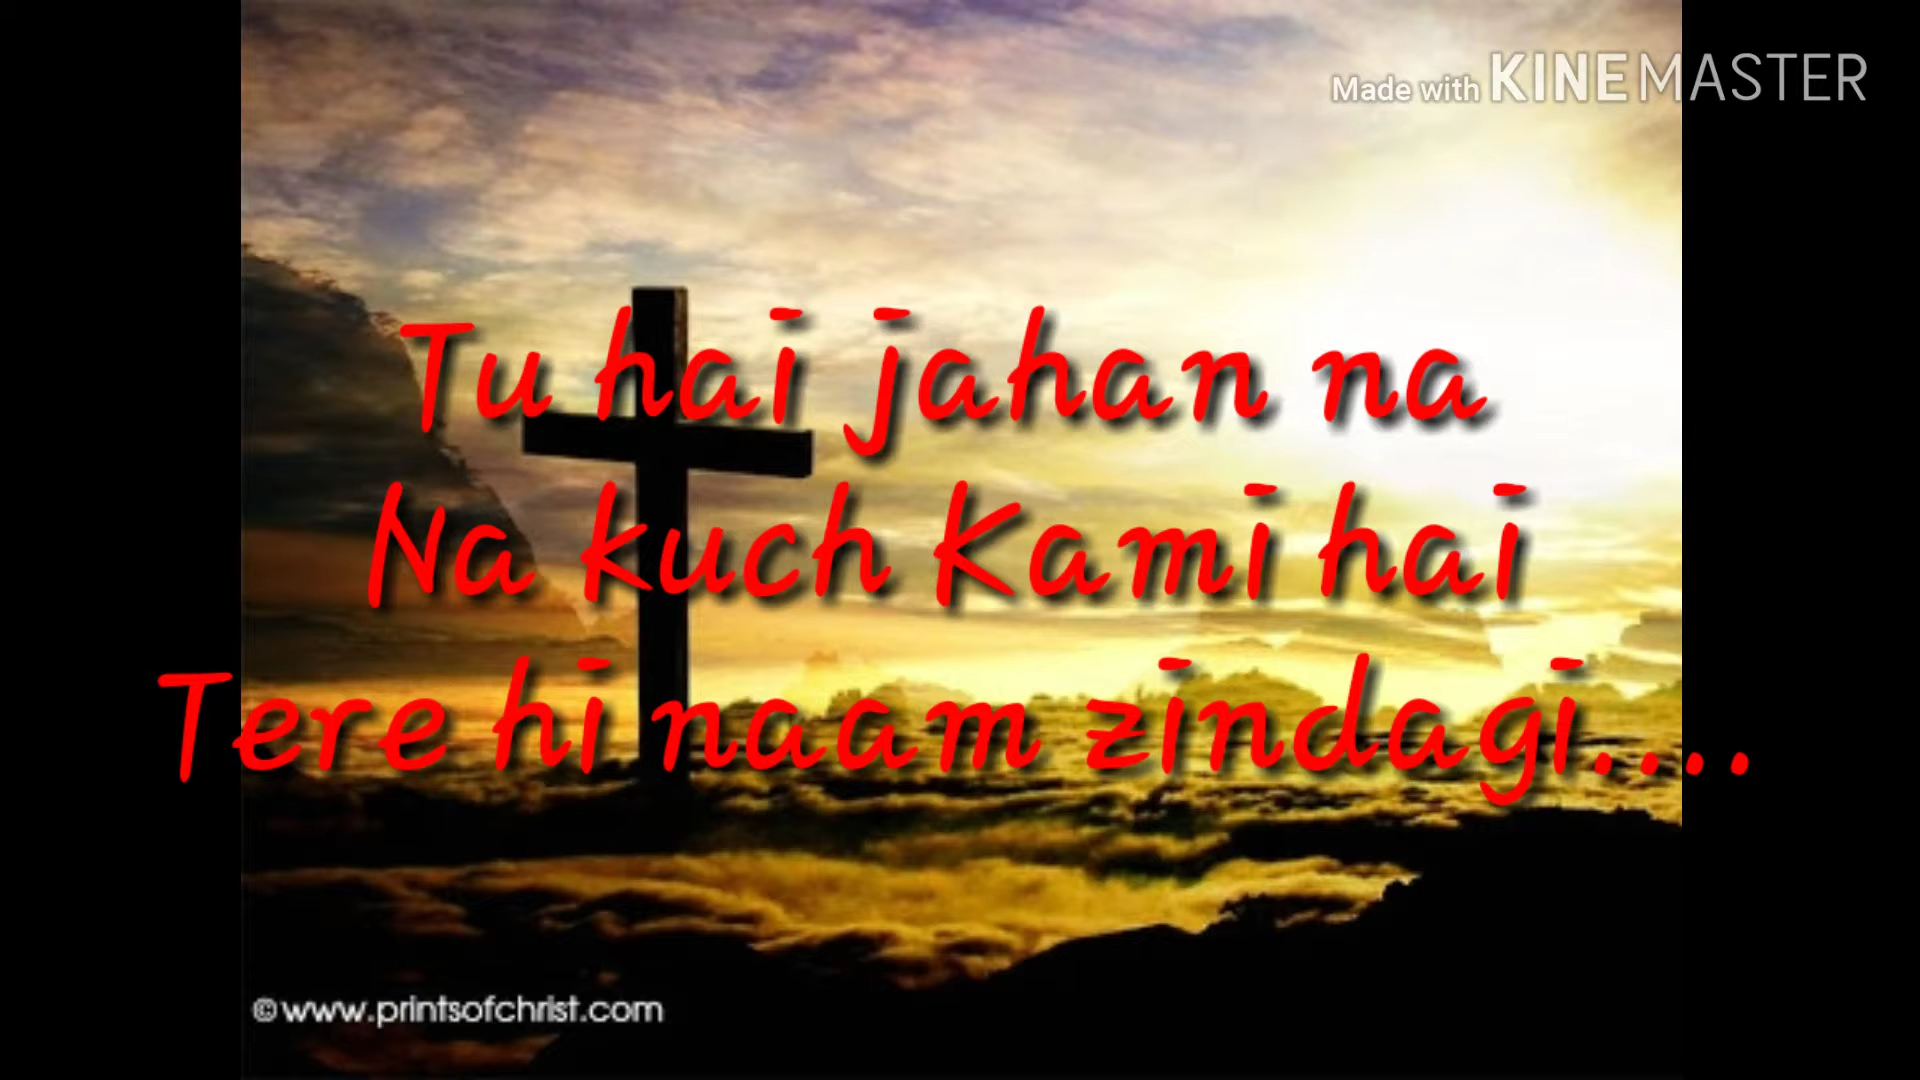 Made with KINEMASTER
Tu hai jahan na
Na kuch Kami hai
Tere hi naam zindagi....
©www.printsofchrist.com